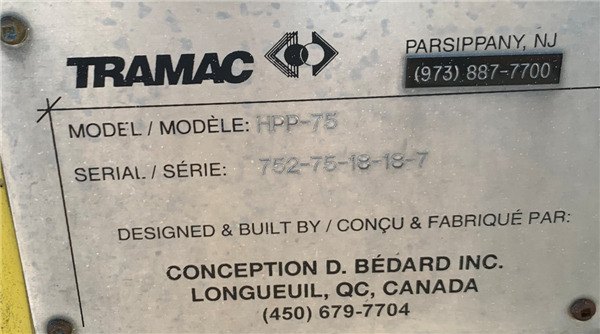 TRAMAC
PARSIPPANY, NJ
(973) 887-7700
MODEL / MODÈLE: HPP-75
SERIAL / SÉRIE: 752-75-18-18-7
DESIGNED & BUILT BY / CONÇU & FABRIQUÉ PAR:
CONCEPTION D. BÉDARD INC.
LONGUEUIL, QC, CANADA
(450) 679-7704